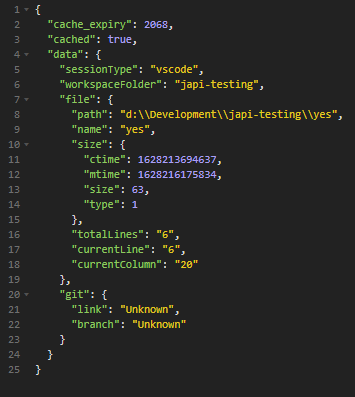 1 {
2 "cache_expiry": 2068,
3 "cached": true,
4 "data": {
5 "sessionType": "vscode",
6 "workspaceFolder": "japi-testing",
7 "file": {
8 "path": "d:\\Development\\japi-testing\\yes",
9 "name": "yes",
10 "size": {
11 "ctime": 1628213694637,
12 "mtime": 1628216175834,
13 "size": 63,
14 "type": 1
15 },
16 "totalLines": "6",
17 "currentLine": "6",
18 "currentColumn": "20"
19 },
20 "git": {
21 "link": "Unknown",
22 "branch": "Unknown"
23 }
24 }
25 }